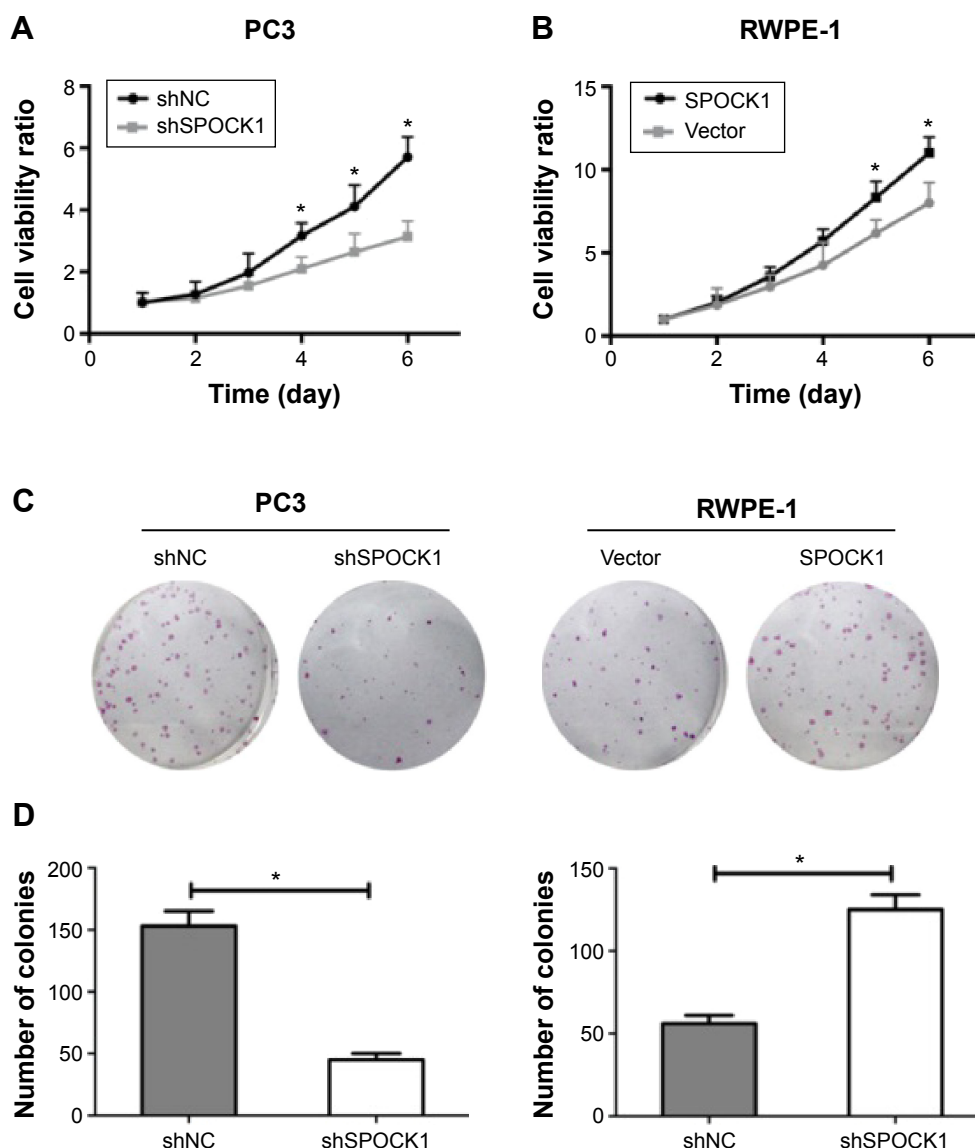 A
PC3
8
6
4
2
0
shNC
shSPOCK1
*
*
*
Cell viability ratio
0
2
4
6
Time (day)
B
RWPE-1
15
10
5
0
SPOCK1
Vector
*
*
Cell viability ratio
0
2
4
6
Time (day)
C
PC3
shNC
shSPOCK1
RWPE-1
Vector
SPOCK1
D
200
150
100
50
0
Number of colonies
*
shNC
shSPOCK1
150
100
50
0
Number of colonies
*
shNC
shSPOCK1